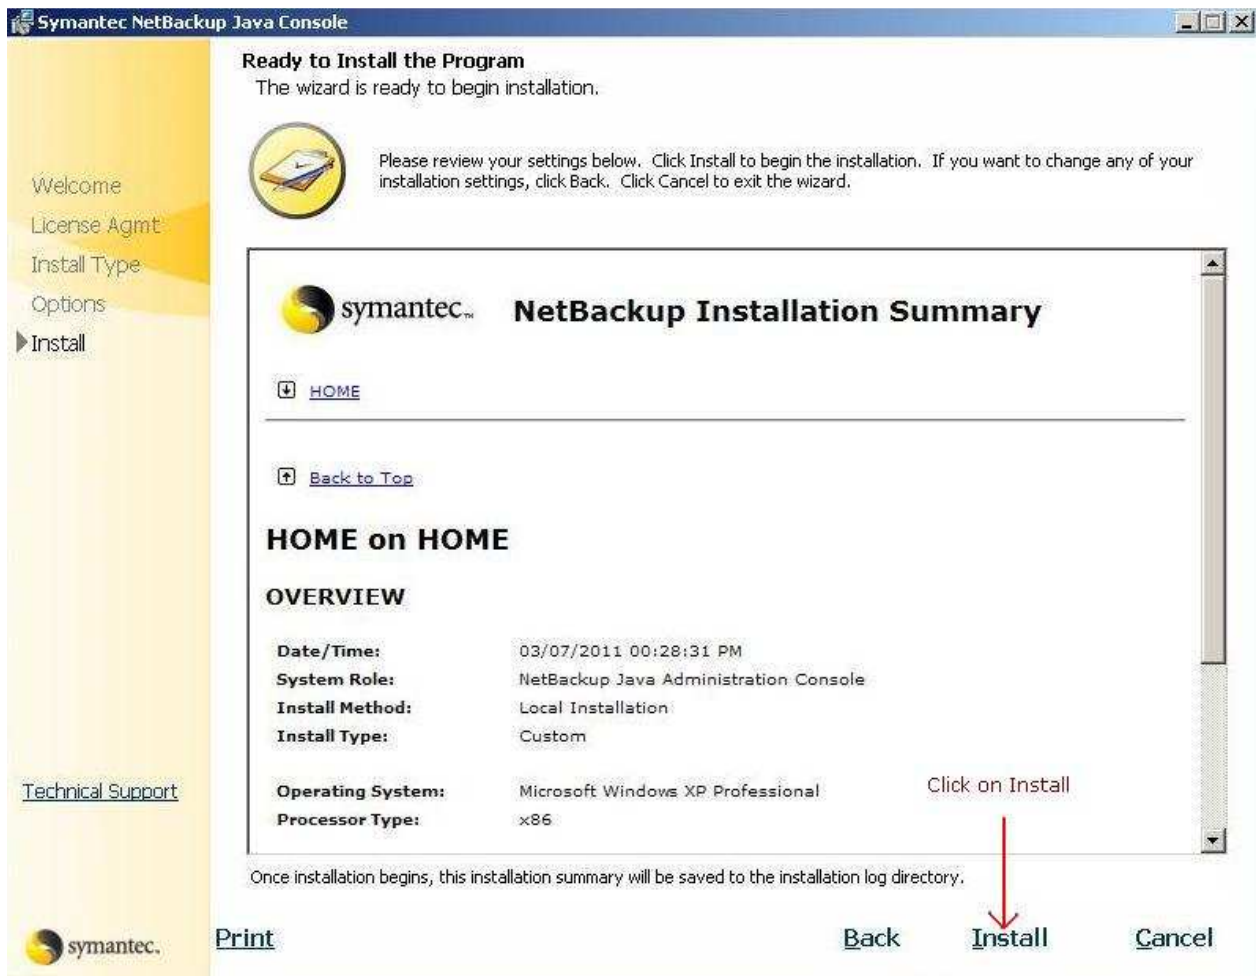 Symantec NetBackup Java Console
Ready to Install the Program
The wizard is ready to begin installation.
Please review your settings below. Click Install to begin the installation. If you want to change any of your
installation settings, click Back. Click Cancel to exit the wizard.
Welcome
License Agmt
Install Type
Options
Install
symantec™
NetBackup Installation Summary
HOME
Back to Top
HOME on HOME
OVERVIEW
Date/Time: 03/07/2011 00:28:31 PM
System Role: NetBackup Java Administration Console
Install Method: Local Installation
Install Type: Custom
Operating System: Microsoft Windows XP Professional
Processor Type: x86
Technical Support
Click on Install
Once installation begins, this installation summary will be saved to the installation log directory.
symantec.
Print
Back
Install
Cancel